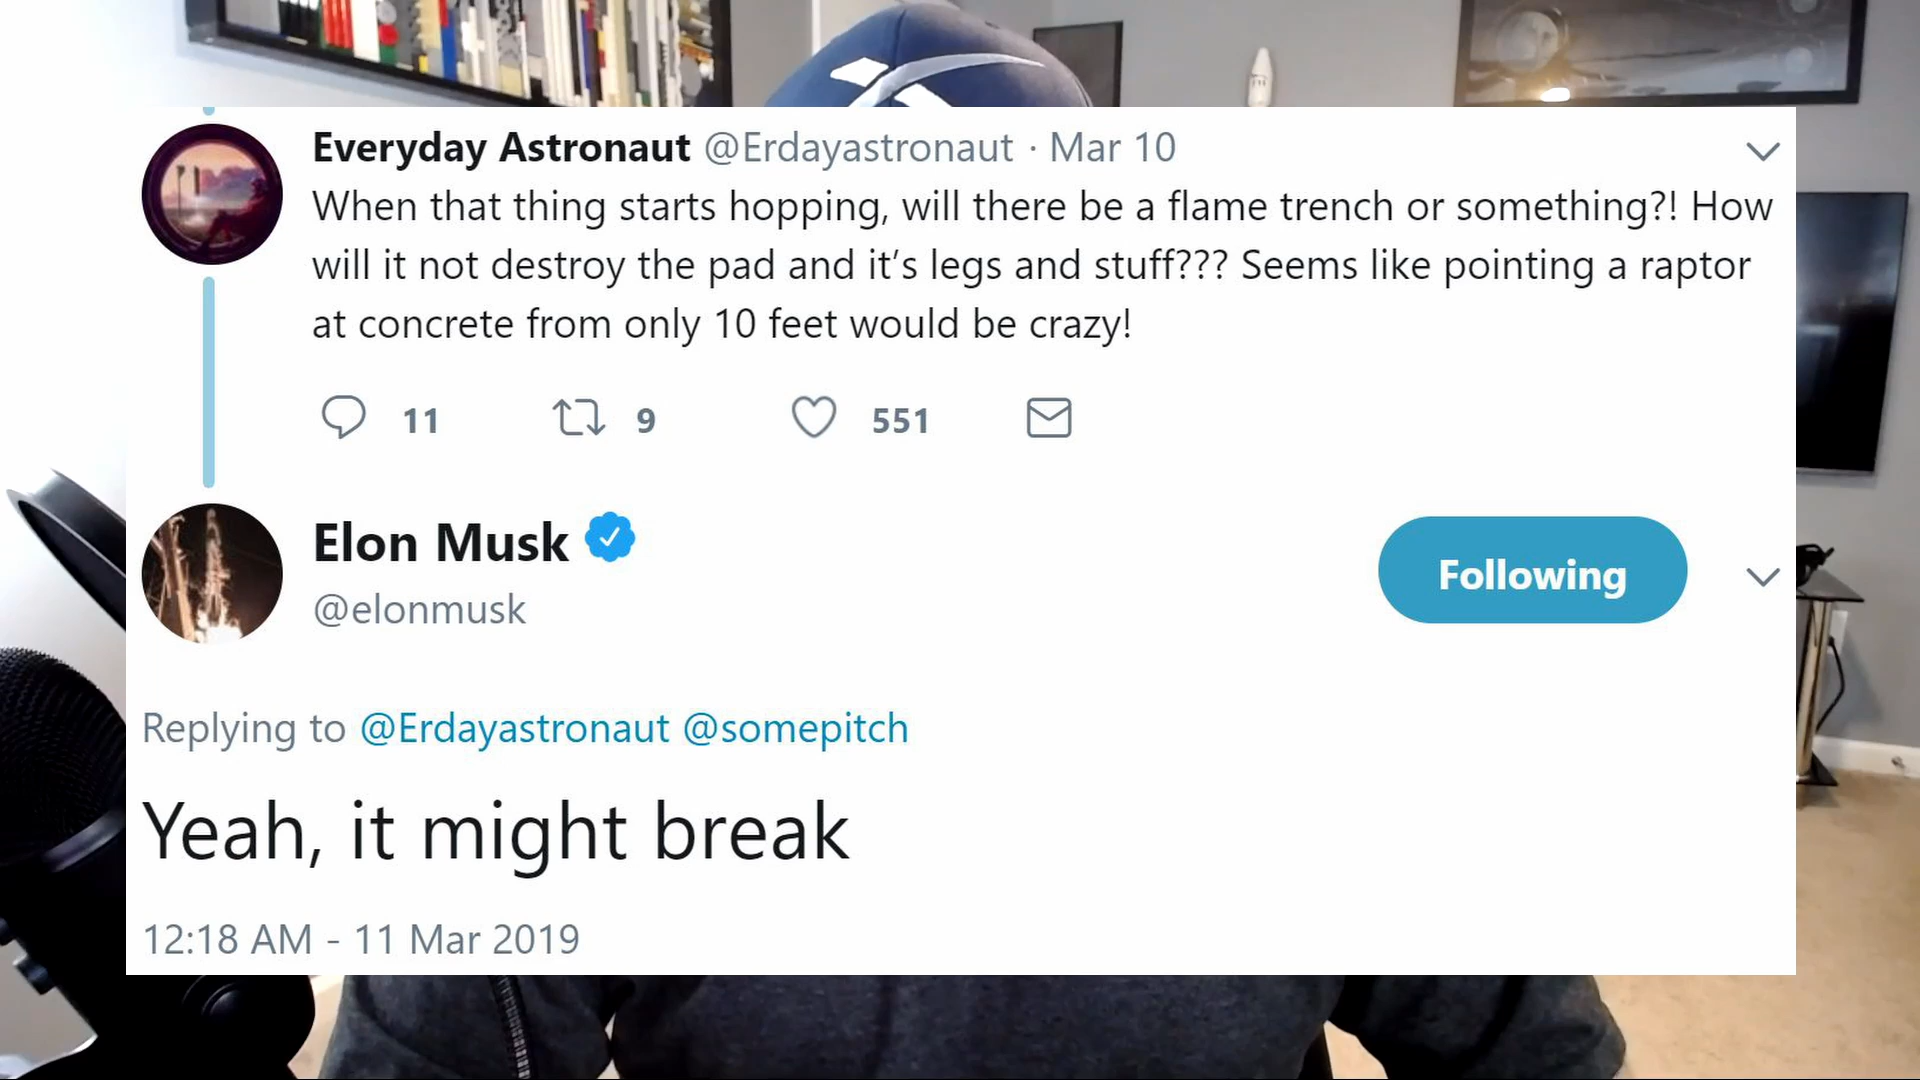 Everyday Astronaut @Erdayastronaut · Mar 10
When that thing starts hopping, will there be a flame trench or something?! How
will it not destroy the pad and it’s legs and stuff??? Seems like pointing a raptor
at concrete from only 10 feet would be crazy!
11 9 551
Elon Musk
@elonmusk
Following
Replying to @Erdayastronaut @somepitch
Yeah, it might break
12:18 AM - 11 Mar 2019